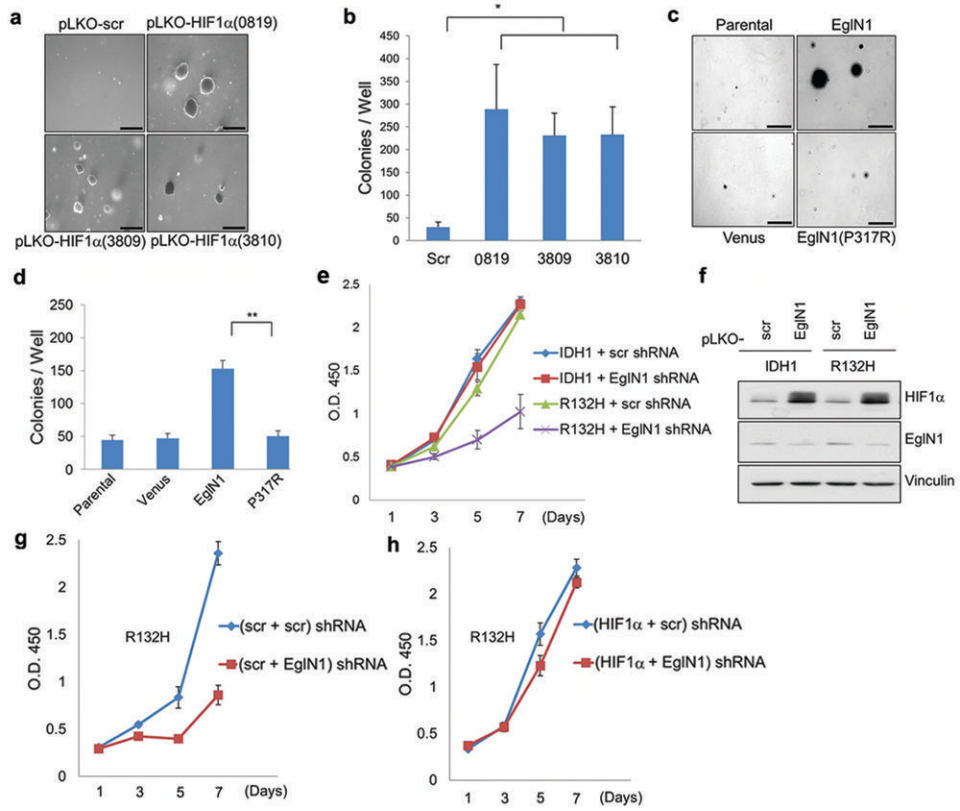 a
pLKO-scr pLKO-HIF1α(0819)
pLKO-HIF1α(3809) pLKO-HIF1α(3810)
b
*
Colonies / Well
450
400
350
300
250
200
150
100
50
0
Scr 0819 3809 3810
c
Parental EglN1
Venus EglN1(P317R)
d
**
Colonies / Well
250
200
150
100
50
0
Parental Venus EglN1 P317R
e
O.D. 450
2.5
2
1.5
1
0.5
0
IDH1 + scr shRNA
IDH1 + EglN1 shRNA
R132H + scr shRNA
R132H + EglN1 shRNA
1 3 5 7 (Days)
f
pLKO- scr EglN1 scr EglN1
IDH1 R132H
HIF1α
EglN1
Vinculin
g
O.D. 450
2.5
2
1.5
1
0.5
0
R132H
(scr + scr) shRNA
(scr + EglN1) shRNA
1 3 5 7 (Days)
h
O.D. 450
2.5
2
1.5
1
0.5
0
R132H
(HIF1α + scr) shRNA
(HIF1α + EglN1) shRNA
1 3 5 7 (Days)